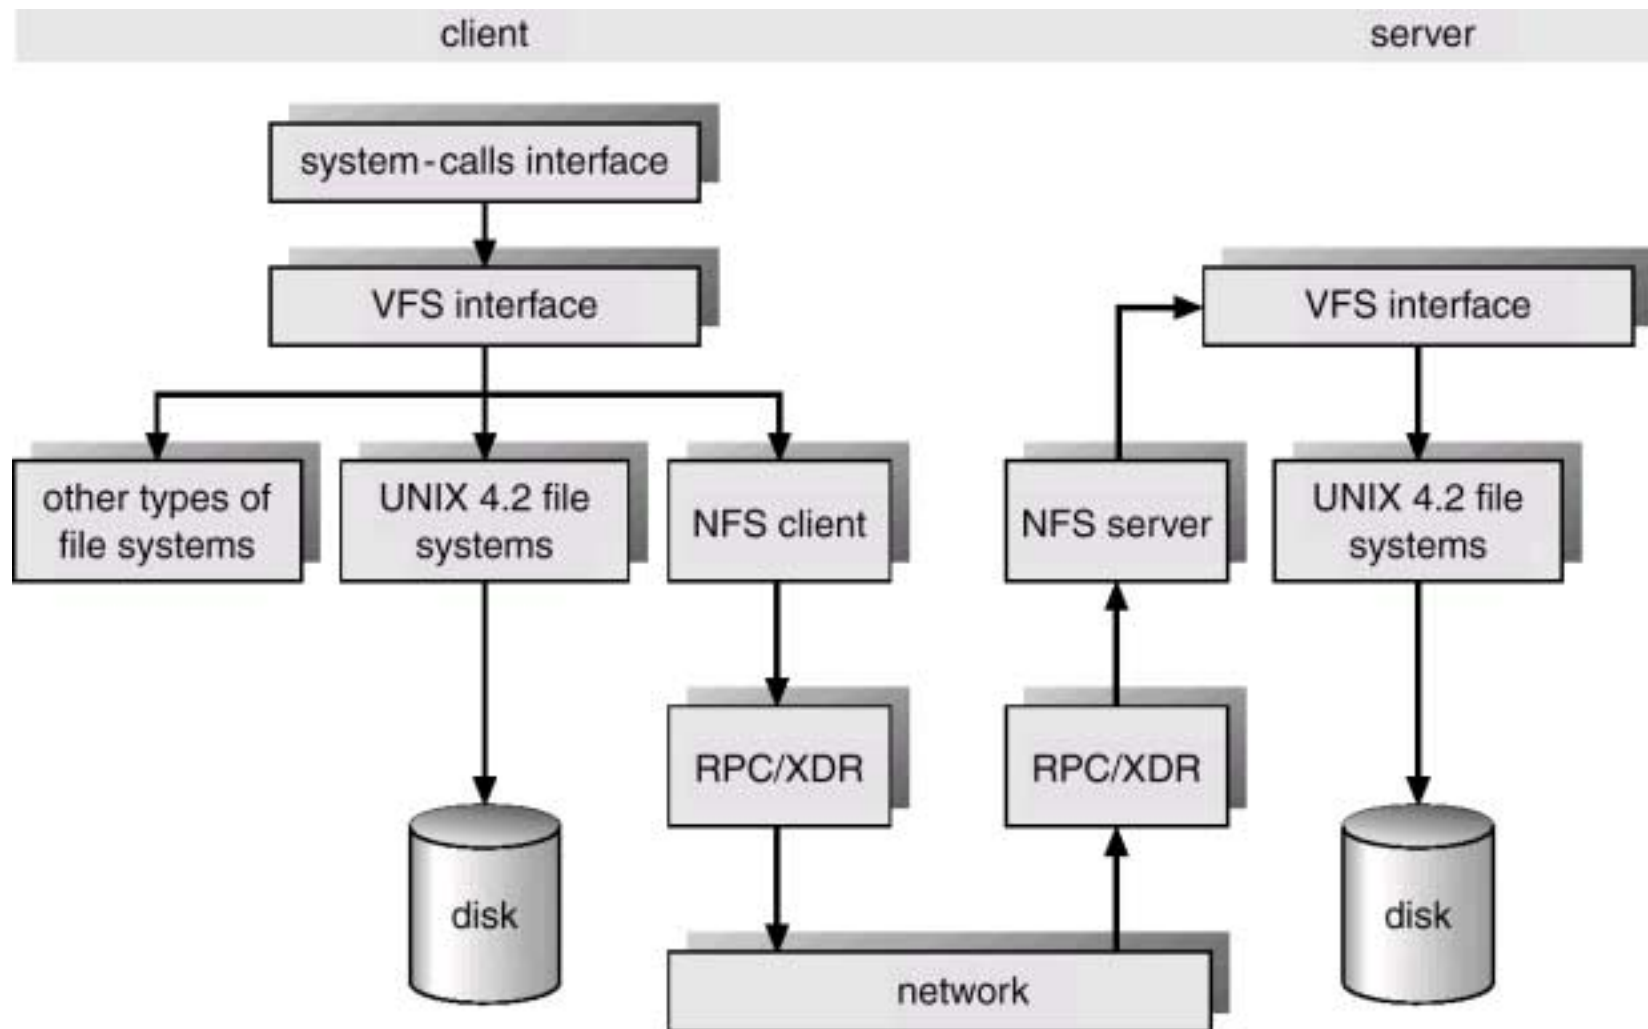 client
server
system-calls interface
VFS interface
VFS interface
other types of
file systems
UNIX 4.2 file
systems
NFS client
NFS server
UNIX 4.2 file
systems
RPC/XDR
RPC/XDR
disk
disk
network